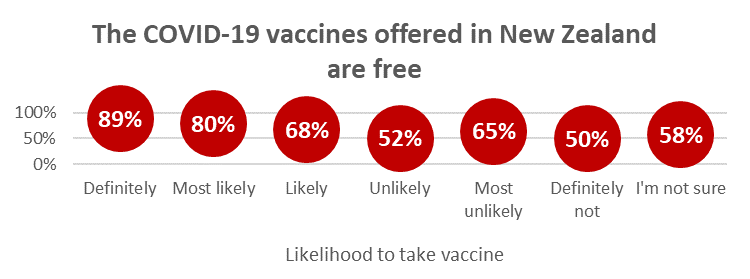 The COVID-19 vaccines offered in New Zealand
are free
100%
50%
0%
89%
80%
68%
52%
65%
50%
58%
Definitely
Most likely
Likely
Unlikely
Most
unlikely
Definitely
not
I'm not sure
Likelihood to take vaccine